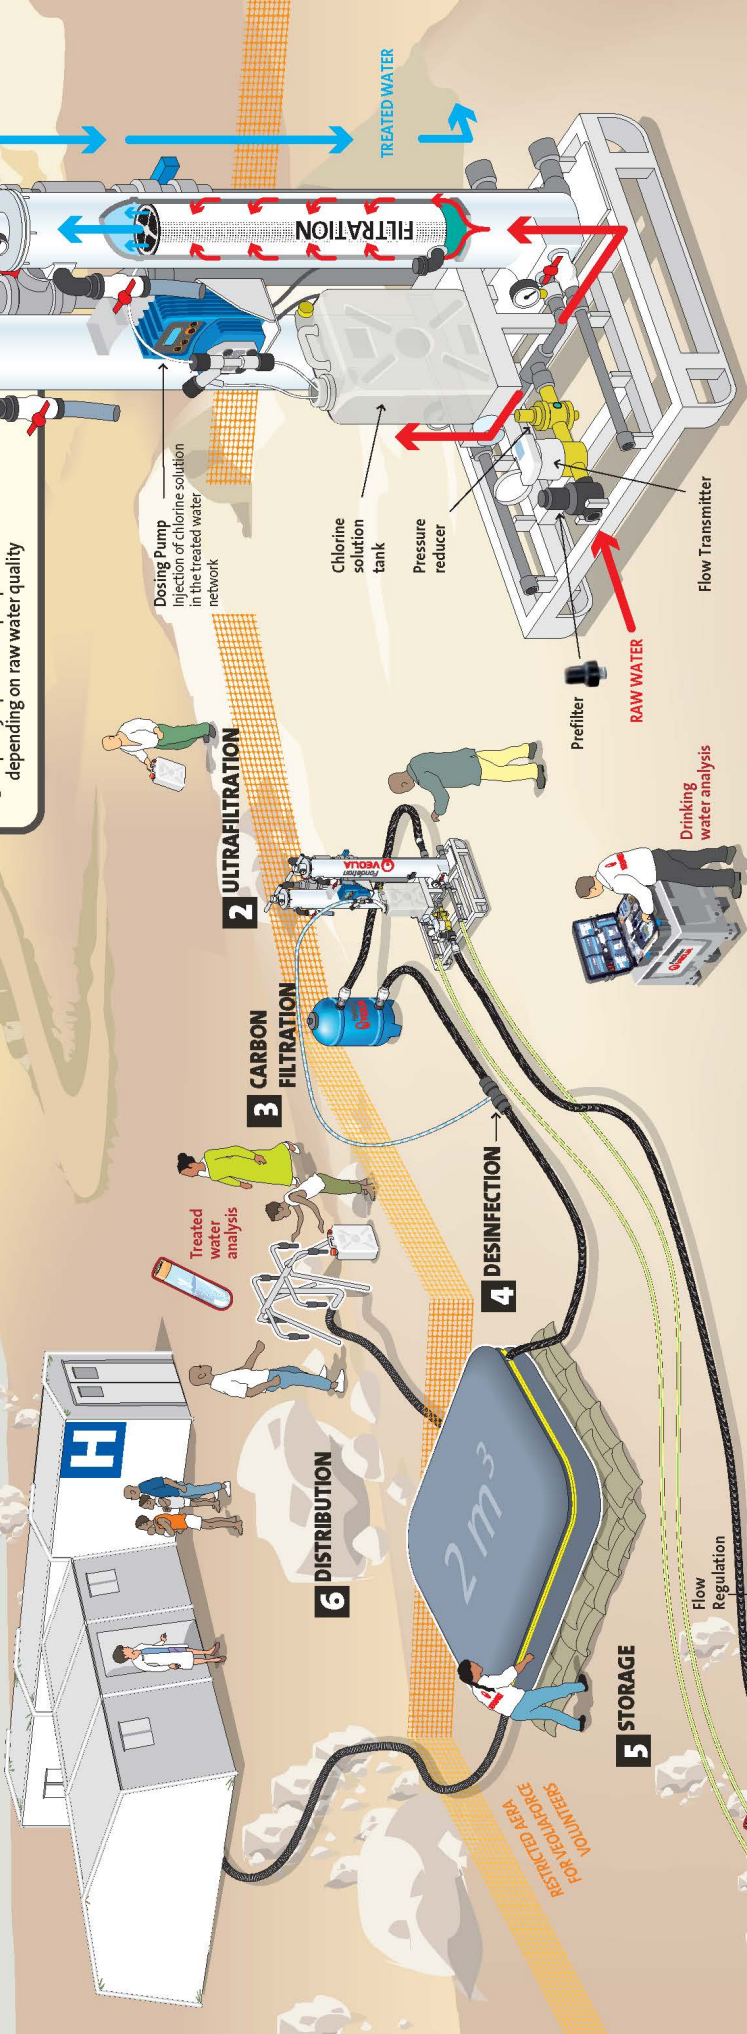 depending on raw water quality
TREATED WATER
FILTRATION
Dosing Pump
Injection of chlorine solution
in the treated water
network
Chlorine
solution
tank
Pressure
reducer
Flow Transmitter
Prefilter
RAW WATER
2 ULTRAFILTRATION
Fondation
VEOLIA
Drinking
water analysis
3 CARBON
FILTRATION
Treated
water
analysis
4 DESINFECTION
H
6 DISTRIBUTION
2 m³
5 STORAGE
Flow
Regulation
RESTRICTED AERA
FOR VEOLIAFORCE
VOLUNTEERS